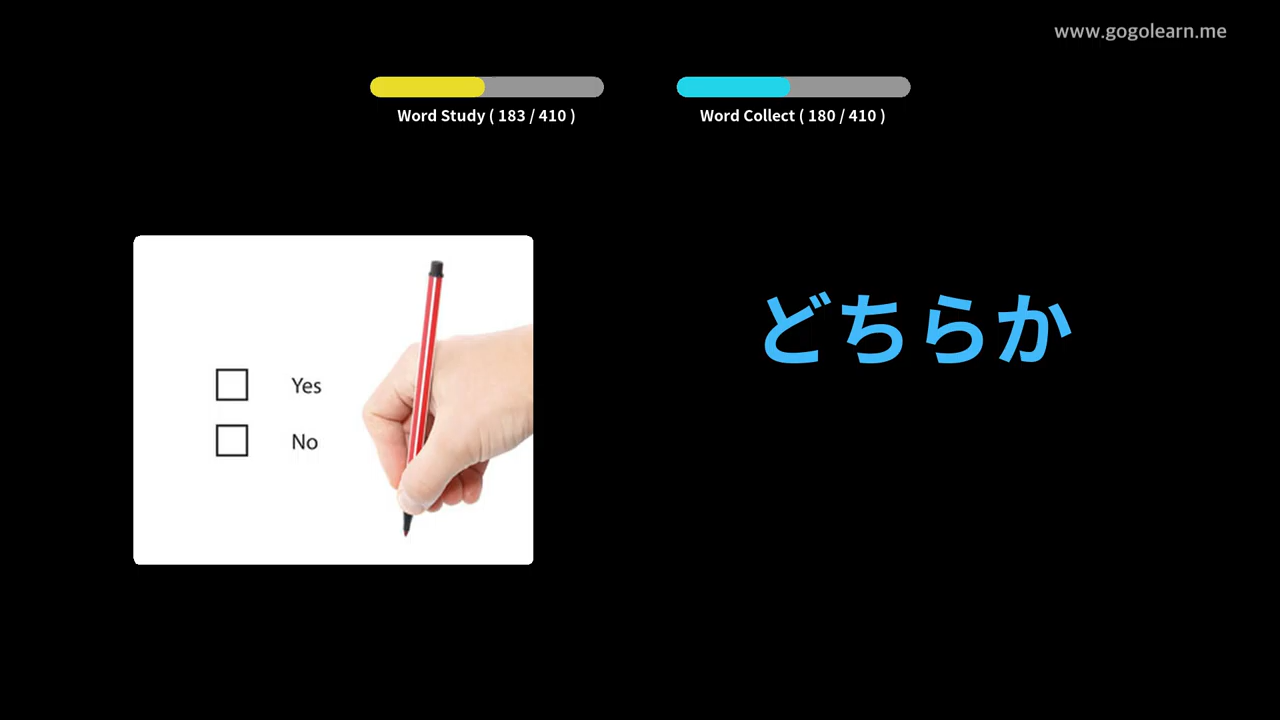 www.gogolearn.me
Word Study ( 183 / 410 )
Word Collect ( 180 / 410 )
Yes
No
どちらか